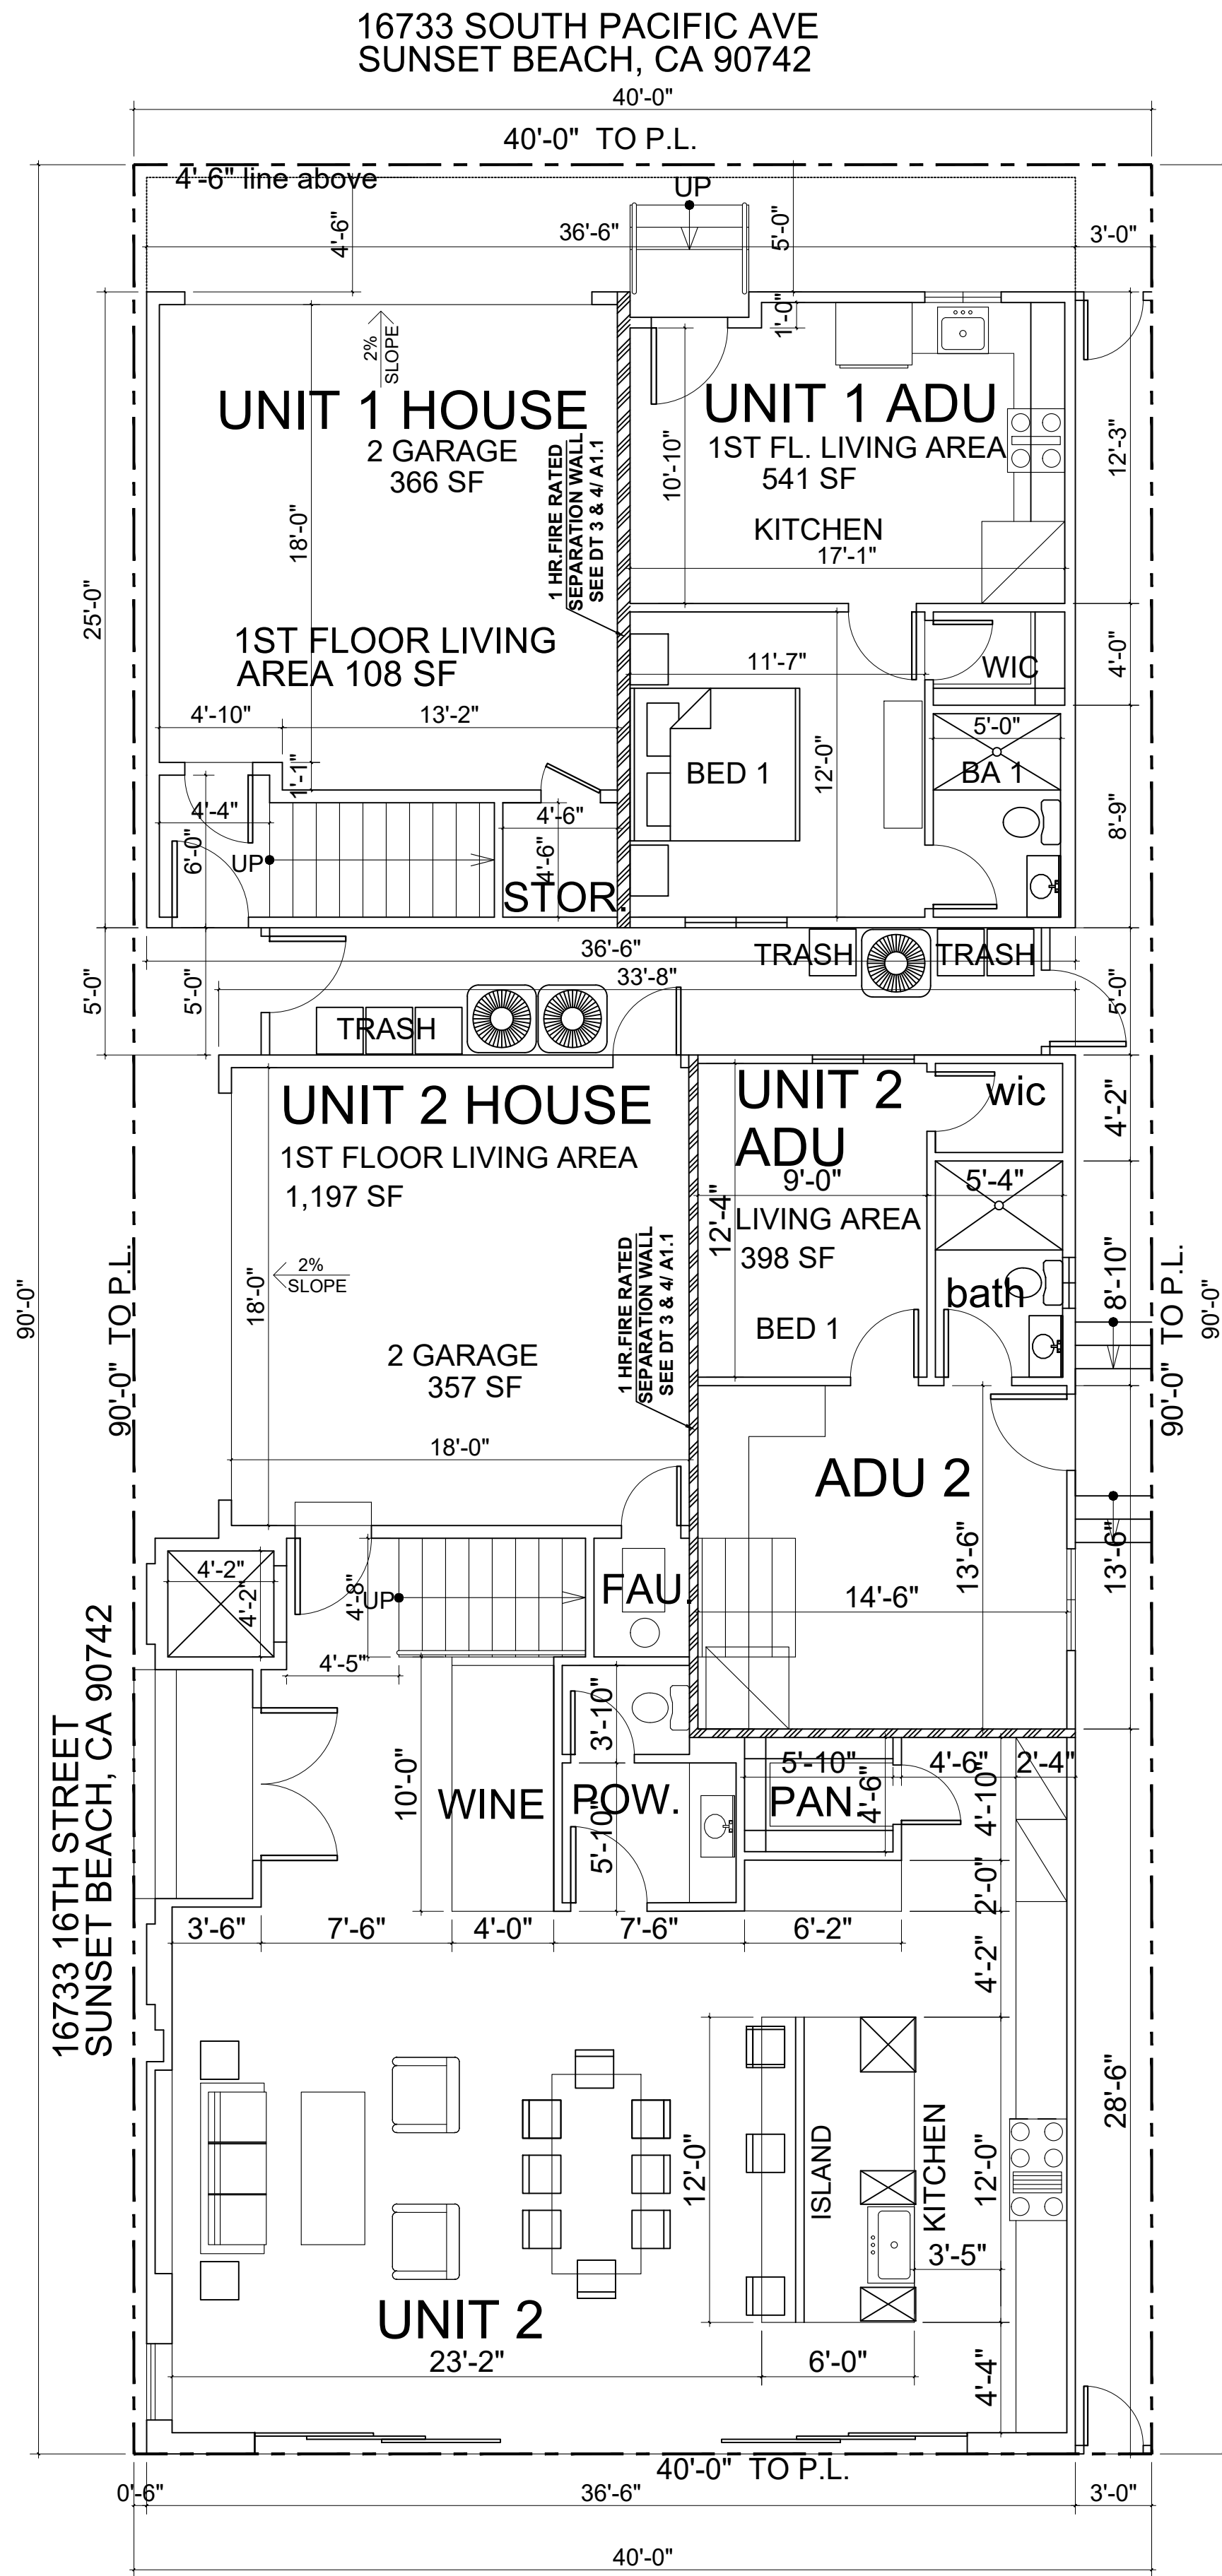 16733 SOUTH PACIFIC AVE
SUNSET BEACH, CA 90742
40'-0"
40'-0" TO P.L.
4'-6" line above
UP
4'-6"
36'-6"
5'-0"
3'-0"
1'-0"
2%
SLOPE
UNIT 1 HOUSE
2 GARAGE
366 SF
UNIT 1 ADU
1ST FL. LIVING AREA
541 SF
10'-10"
12'-3"
1 HR.FIRE RATED
SEPARATION WALL
SEE DT 3 & 4/ A1.1
KITCHEN
17'-1"
18'-0"
25'-0"
1ST FLOOR LIVING
AREA 108 SF
11'-7"
WIC
4'-0"
4'-10"
13'-2"
5'-0"
BED 1
12'-0"
BA 1
1'-1"
4'-4"
6'-0"
UP
4'-6"
4'-6"
STOR.
8'-9"
36'-6"
TRASH
TRASH
33'-8"
5'-0"
5'-0"
5'-0"
TRASH
UNIT 2 HOUSE
1ST FLOOR LIVING AREA
1,197 SF
UNIT 2
ADU
wic
4'-2"
9'-0"
5'-4"
12'-4"
LIVING AREA
398 SF
1 HR.FIRE RATED
SEPARATION WALL
SEE DT 3 & 4/ A1.1
2%
SLOPE
18'-0"
bath
8'-10"
BED 1
90'-0"
90'-0" TO P.L.
90'-0" TO P.L.
90'-0"
2 GARAGE
357 SF
18'-0"
ADU 2
13'-6"
13'-6"
4'-2"
4'-2"
4'-8"
UP
FAU.
14'-6"
4'-5"
16733 16TH STREET
SUNSET BEACH, CA 90742
3'-10"
10'-0"
WINE
POW.
5'-10"
5'-10"
4'-6"
2'-4"
PAN.
4'-6"
4'-10"
2'-0"
3'-6"
7'-6"
4'-0"
7'-6"
6'-2"
4'-2"
28'-6"
12'-0"
ISLAND
KITCHEN
12'-0"
3'-5"
UNIT 2
23'-2"
6'-0"
4'-4"
40'-0" TO P.L.
0'-6"
36'-6"
3'-0"
40'-0"